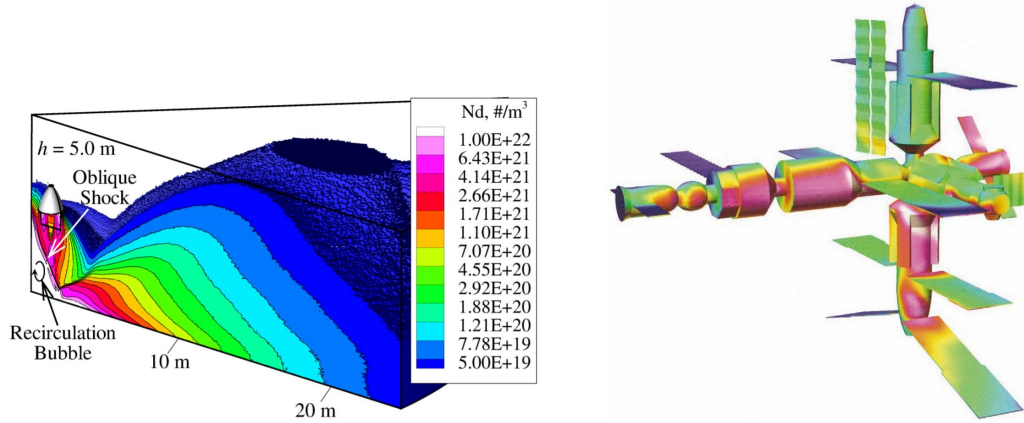 Nd, #/m³
h = 5.0 m
Oblique
Shock
1.00E+22
6.43E+21
4.14E+21
2.66E+21
1.71E+21
1.10E+21
7.07E+20
4.55E+20
2.92E+20
1.88E+20
1.21E+20
7.78E+19
5.00E+19
Recirculation
Bubble
10 m
20 m